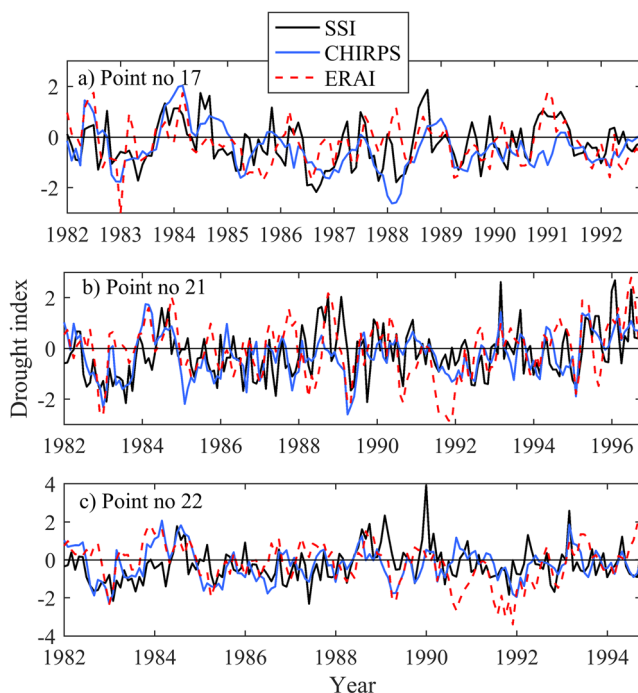 SSI
CHIRPS
ERAI
a) Point no 17
2
0
-2
1982 1983 1984 1985 1986 1987 1988 1989 1990 1991 1992
b) Point no 21
2
0
-2
1982 1984 1986 1988 1990 1992 1994 1996
Drought index
c) Point no 22
4
2
0
-2
-4
1982 1984 1986 1988 1990 1992 1994
Year